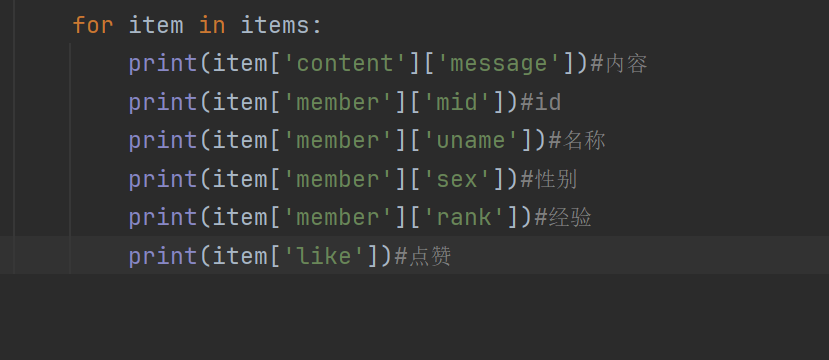 for item in items:
print(item['content']['message'])#内容
print(item['member']['mid'])#id
print(item['member']['uname'])#名称
print(item['member']['sex'])#性别
print(item['member']['rank'])#经验
print(item['like'])#点赞